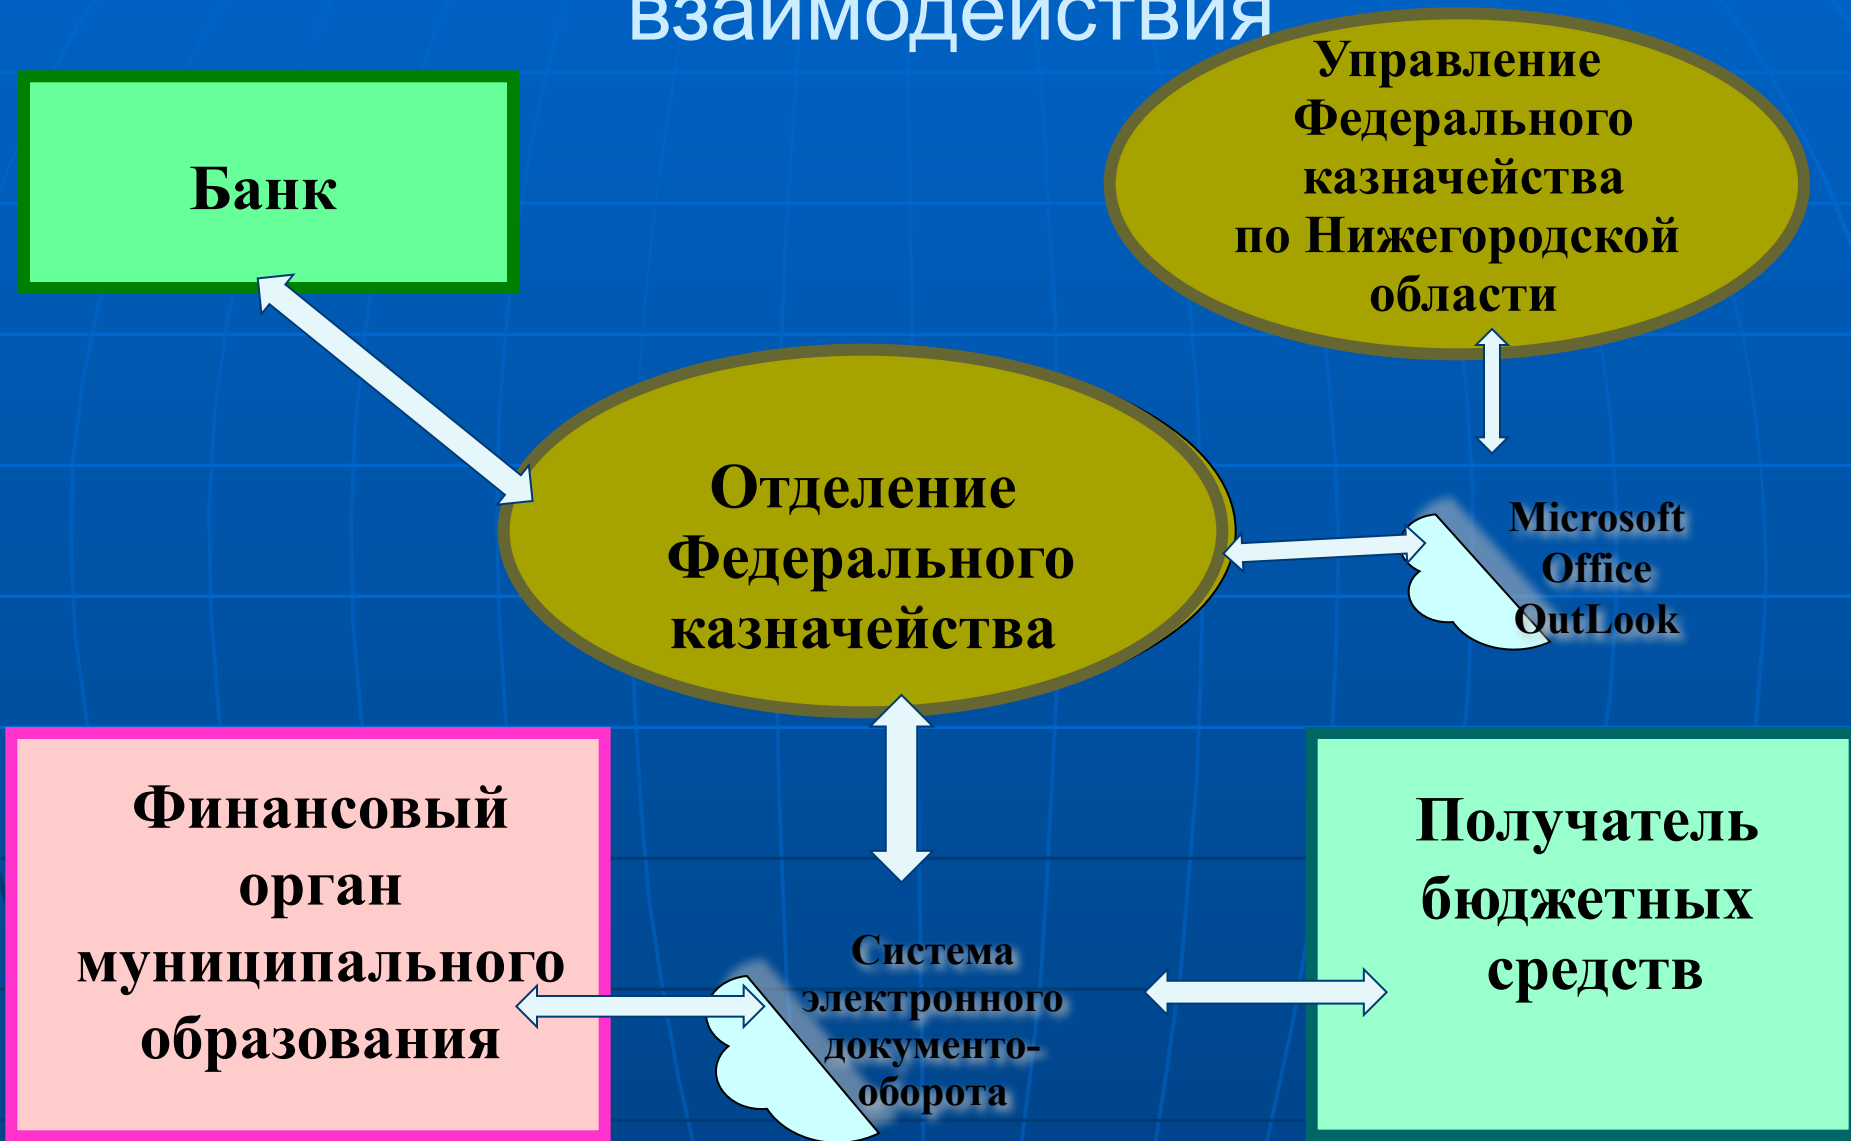 взаимодействия
Банк
Управление
Федерального
казначейства
по Нижегородской
области
Отделение
Федерального
казначейства
Microsoft
Office
OutLook
Финансовый
орган
муниципального
образования
Система
электронного
документо-
оборота
Получатель
бюджетных
средств